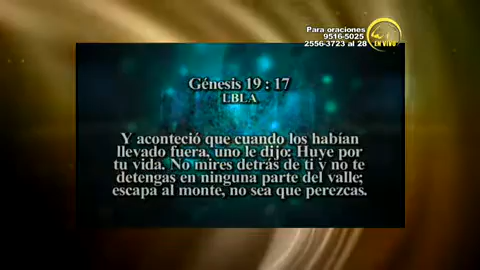 Para oraciones
9516-5025
2556-3723 al 28
EN VIVO
Génesis 19 : 17
LBLA
Y aconteció que cuando los habían
llevado fuera, uno le dijo: Huye por
tu vida. No mires detrás de ti y no te
detengas en ninguna parte del valle;
escapa al monte, no sea que perezcas.